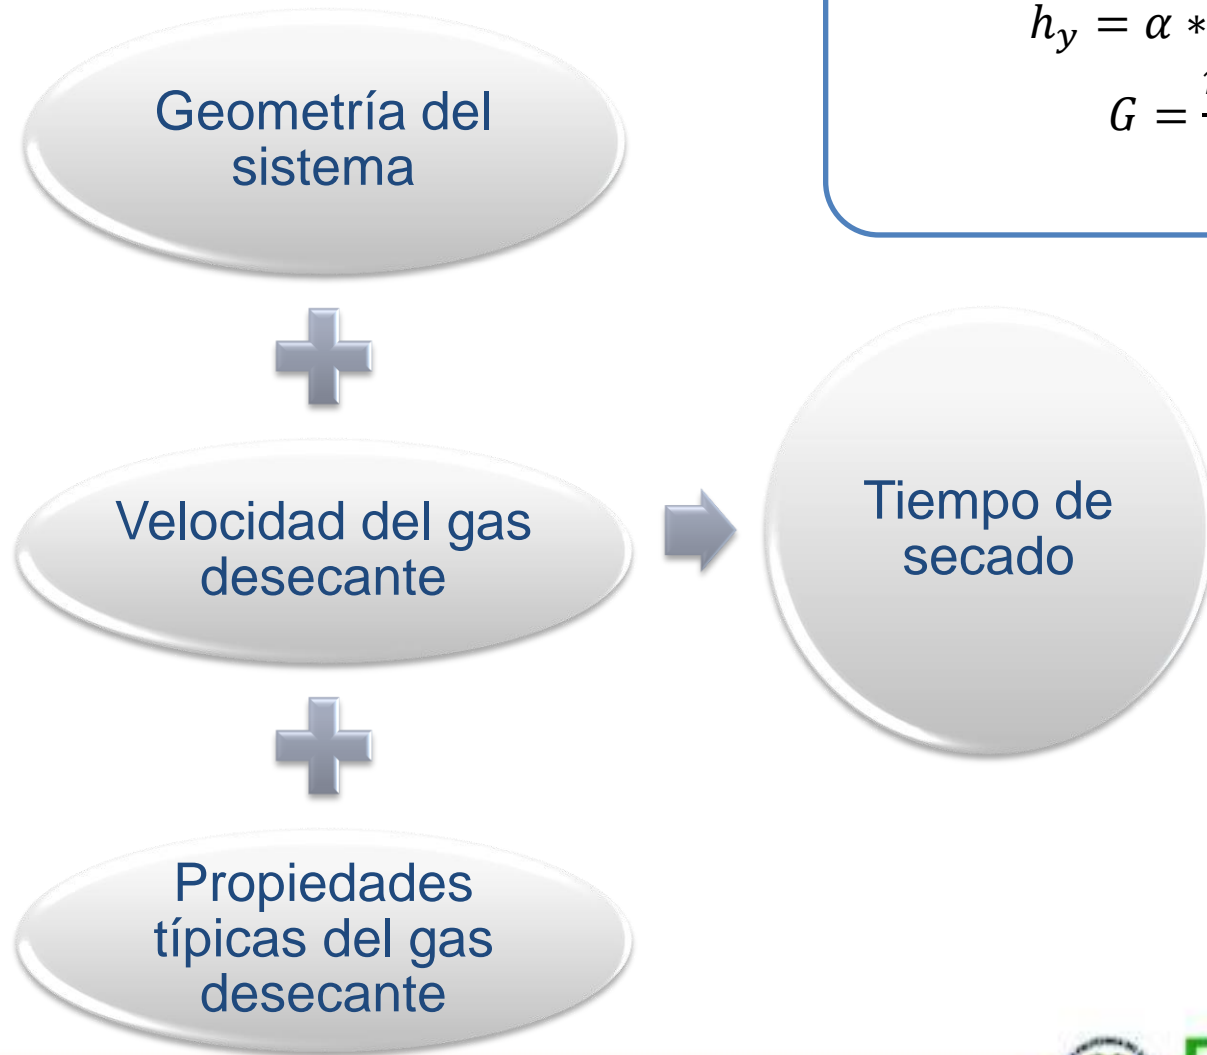 Geometría del
sistema
h_y = α *
G =
Velocidad del gas
desecante
Tiempo de
secado
Propiedades
típicas del gas
desecante